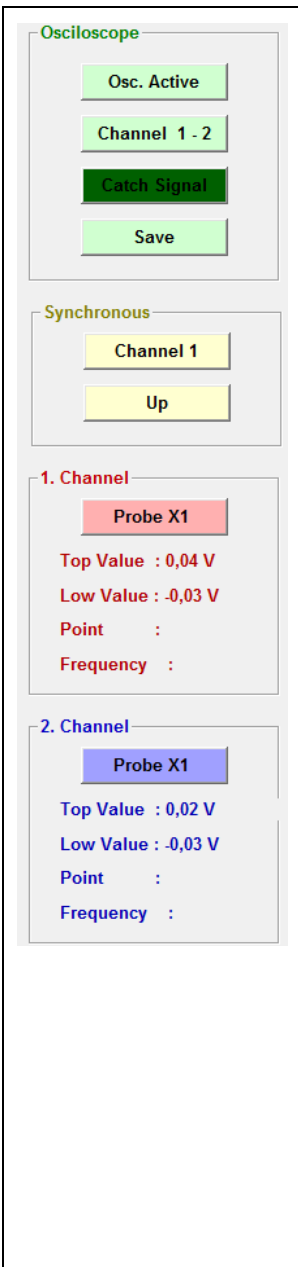 Osciloscope
Osc. Active
Channel 1 - 2
Catch Signal
Save
Synchronous
Channel 1
Up
1. Channel
Probe X1
Top Value : 0,04 V
Low Value : -0,03 V
Point :
Frequency :
2. Channel
Probe X1
Top Value : 0,02 V
Low Value : -0,03 V
Point :
Frequency :